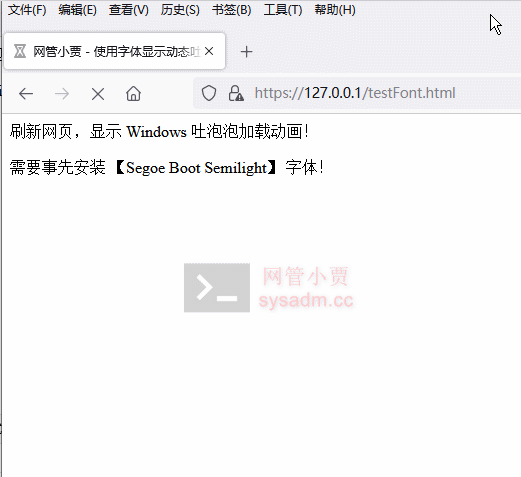 文件(F) 编辑(E) 查看(V) 历史(S) 书签(B) 工具(T) 帮助(H)
网管小贾 - 使用字体显示动态吐
https://127.0.0.1/testFont.html
刷新网页，显示 Windows 吐泡泡加载动画！
需要事先安装【Segoe Boot Semilight】字体！
网管小贾
sysadm.cc